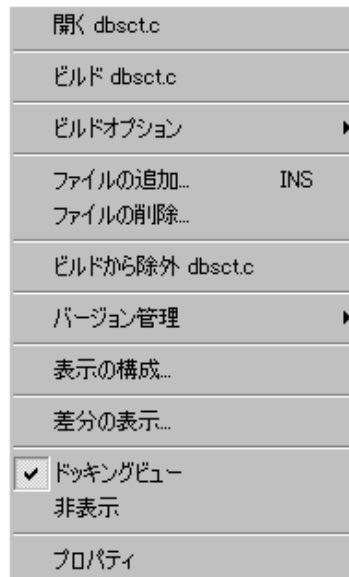 開く dbsct.c
ビルド dbsct.c
ビルドオプション
ファイルの追加... INS
ファイルの削除...
ビルドから除外 dbsct.c
バージョン管理
表示の構成...
差分の表示...
ドッキングビュー
非表示
プロパティ